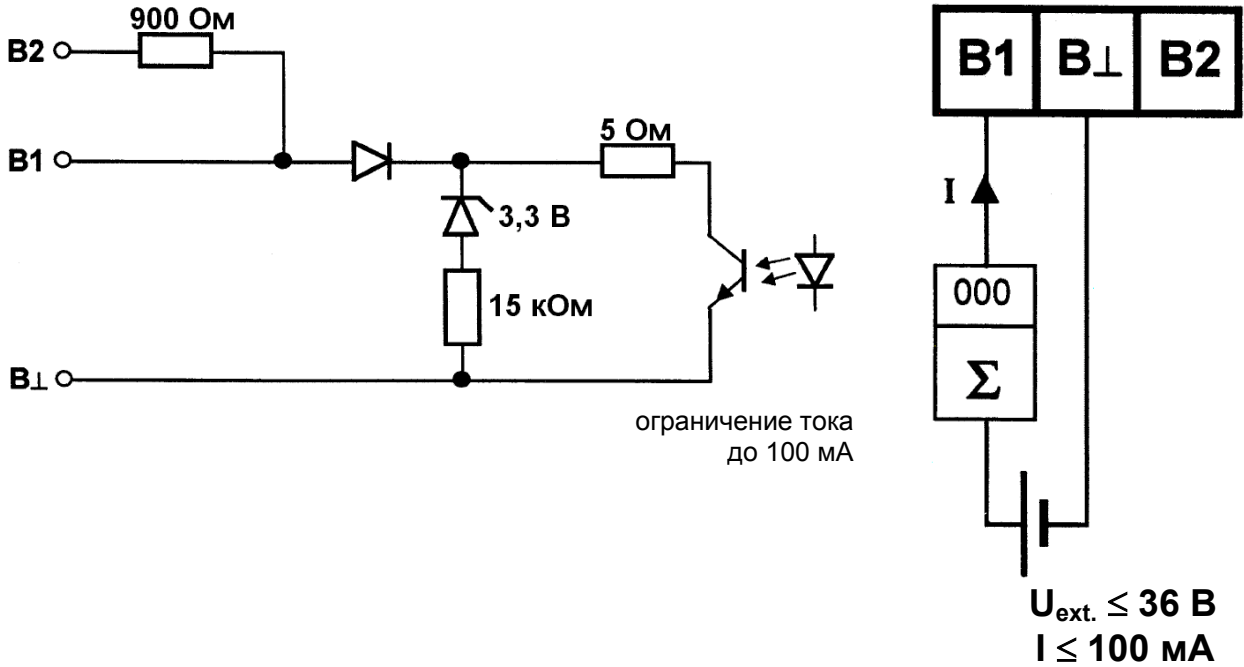 900 Ом
B2
B1
5 Ом
3,3 В
15 кОм
B⊥
ограничение тока
до 100 мА
B1 B⊥ B2
I
000
Σ
Uext. ≤ 36 В
I ≤ 100 мА